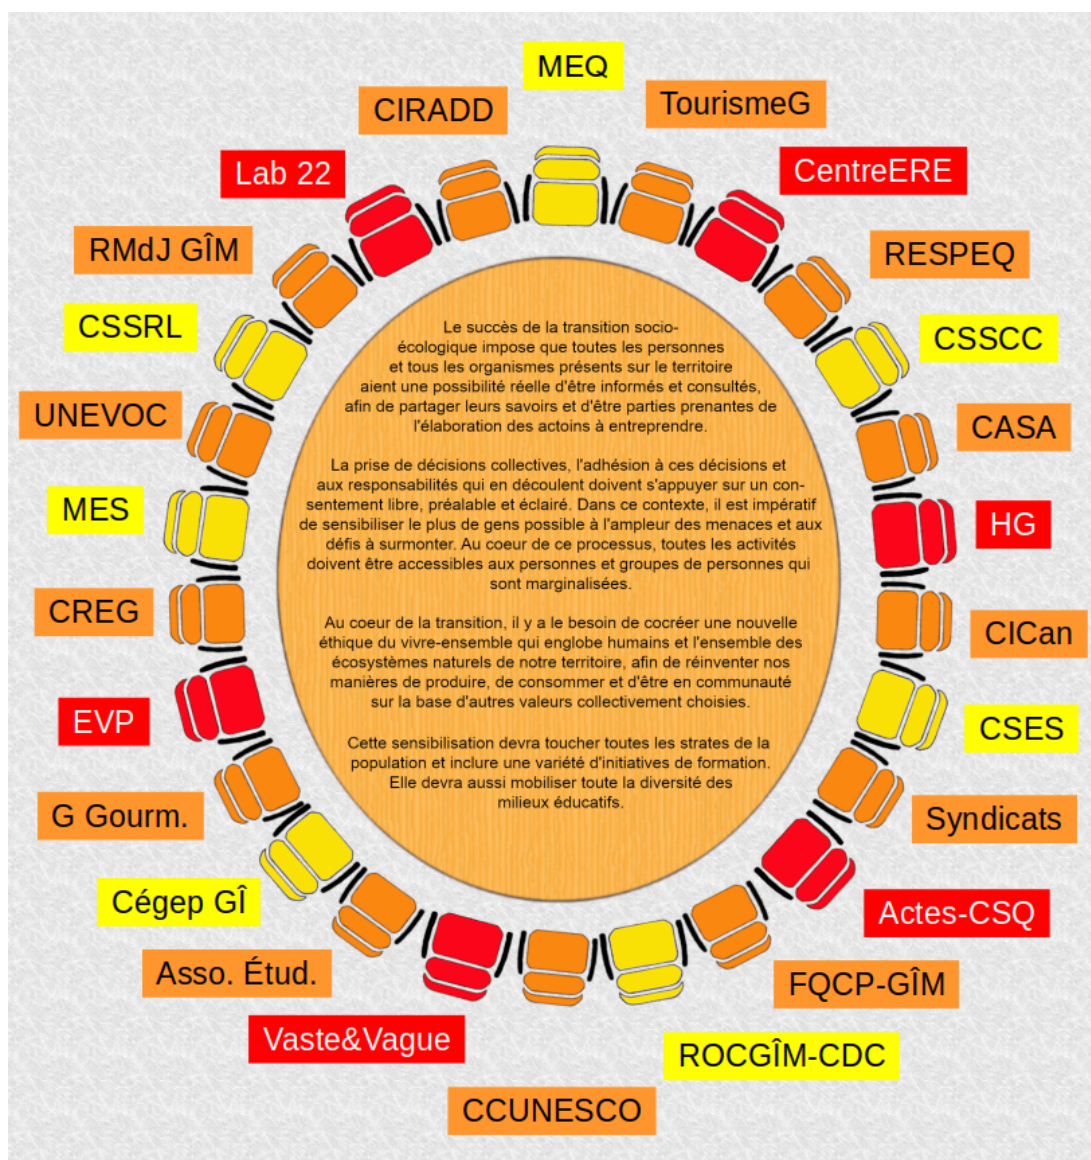 MEQ
CIRADD
TourismeG
Lab 22
CentreERE
RMdJ GÎM
RESPEQ
CSSRL
CSSCC
UNEVOC
CASA
MES
HG
CREG
CICan
EVP
CSES
G Gourm.
Syndicats
Cégep GÎ
Actes-CSQ
Asso. Étud.
FQCP-GÎM
Vaste&Vague
ROCGÎM-CDC
CCUNESCO
Le succès de la transition socio-
écologique impose que toutes les personnes
et tous les organismes présents sur le territoire
aient une possibilité réelle d'être informés et consultés,
afin de partager leurs savoirs et d'être parties prenantes de
l'élaboration des actoins à entreprendre.
La prise de décisions collectives, l'adhésion à ces décisions et
aux responsabilités qui en découlent doivent s'appuyer sur un con-
sentement libre, préalable et éclairé. Dans ce contexte, il est impératif
de sensibiliser le plus de gens possible à l'ampleur des menaces et aux
défis à surmonter. Au coeur de ce processus, toutes les activités
doivent être accessibles aux personnes et groupes de personnes qui
sont marginalisées.
Au coeur de la transition, il y a le besoin de cocréer une nouvelle
éthique du vivre-ensemble qui englobe humains et l'ensemble des
écosystèmes naturels de notre territoire, afin de réinventer nos
manières de produire, de consommer et d'être en communauté
sur la base d'autres valeurs collectivement choisies.
Cette sensibilisation devra toucher toutes les strates de la
population et inclure une variété d'initiatives de formation.
Elle devra aussi mobiliser toute la diversité des
milieux éducatifs.